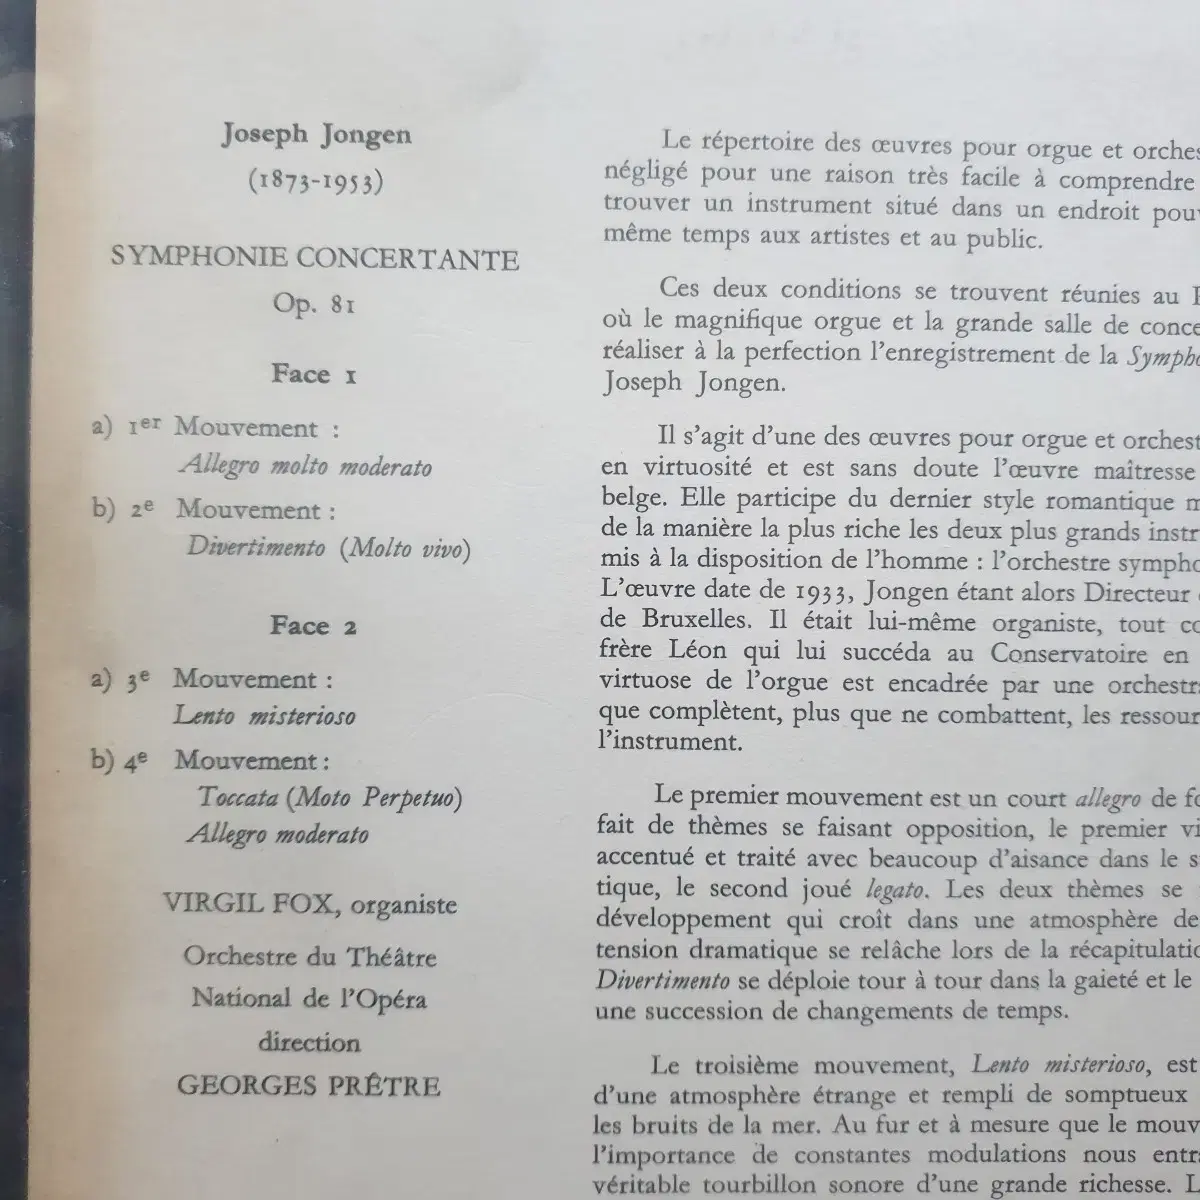 Joseph Jongen
(1873-1953)
SYMPHONIE CONCERTANTE
Op. 81
Face 1
a) 1er Mouvement :
Allegro molto moderato
b) 2e Mouvement :
Divertimento (Molto vivo)
Face 2
a) 3e Mouvement :
Lento misterioso
b) 4e Mouvement :
Toccata (Moto Perpetuo)
Allegro moderato
VIRGIL FOX, organiste
Orchestre du Théâtre
National de l'Opéra
direction
GEORGES PRÊTRE
Le répertoire des œuvres pour orgue et
négligé pour une raison très facile à comprendre
trouver un instrument situé dans un endroit
même temps aux artistes et au public.
Ces deux conditions se trouvent réunies au
où le magnifique orgue et la grande salle de
réaliser à la perfection l'enregistrement de la
Joseph Jongen.
Il s'agit d'une des œuvres pour orgue et
en virtuosité et est sans doute l'œuvre maîtresse
belge. Elle participe du dernier style romantique
de la manière la plus riche les deux plus grands
mis à la disposition de l'homme : l'orchestre
L'œuvre date de 1933, Jongen étant alors Directeur
de Bruxelles. Il était lui-même organiste, tout
frère Léon qui lui succéda au Conservatoire en
virtuose de l'orgue est encadrée par une
que complètent, plus que ne combattent, les
l'instrument.
Le premier mouvement est un court allegro de
fait de thèmes se faisant opposition, le premier
accentué et traité avec beaucoup d'aisance dans le
tique, le second joué legato. Les deux thèmes se
développement qui croît dans une atmosphère de
tension dramatique se relâche lors de la
Divertimento se déploie tour à tour dans la gaieté et le
une succession de changements de temps.
Le troisième mouvement, Lento misterioso, est
d'une atmosphère étrange et rempli de somptueux
les bruits de la mer. Au fur et à mesure que le
l'importance de constantes modulations nous
véritable tourbillon sonore d'une grande richesse.